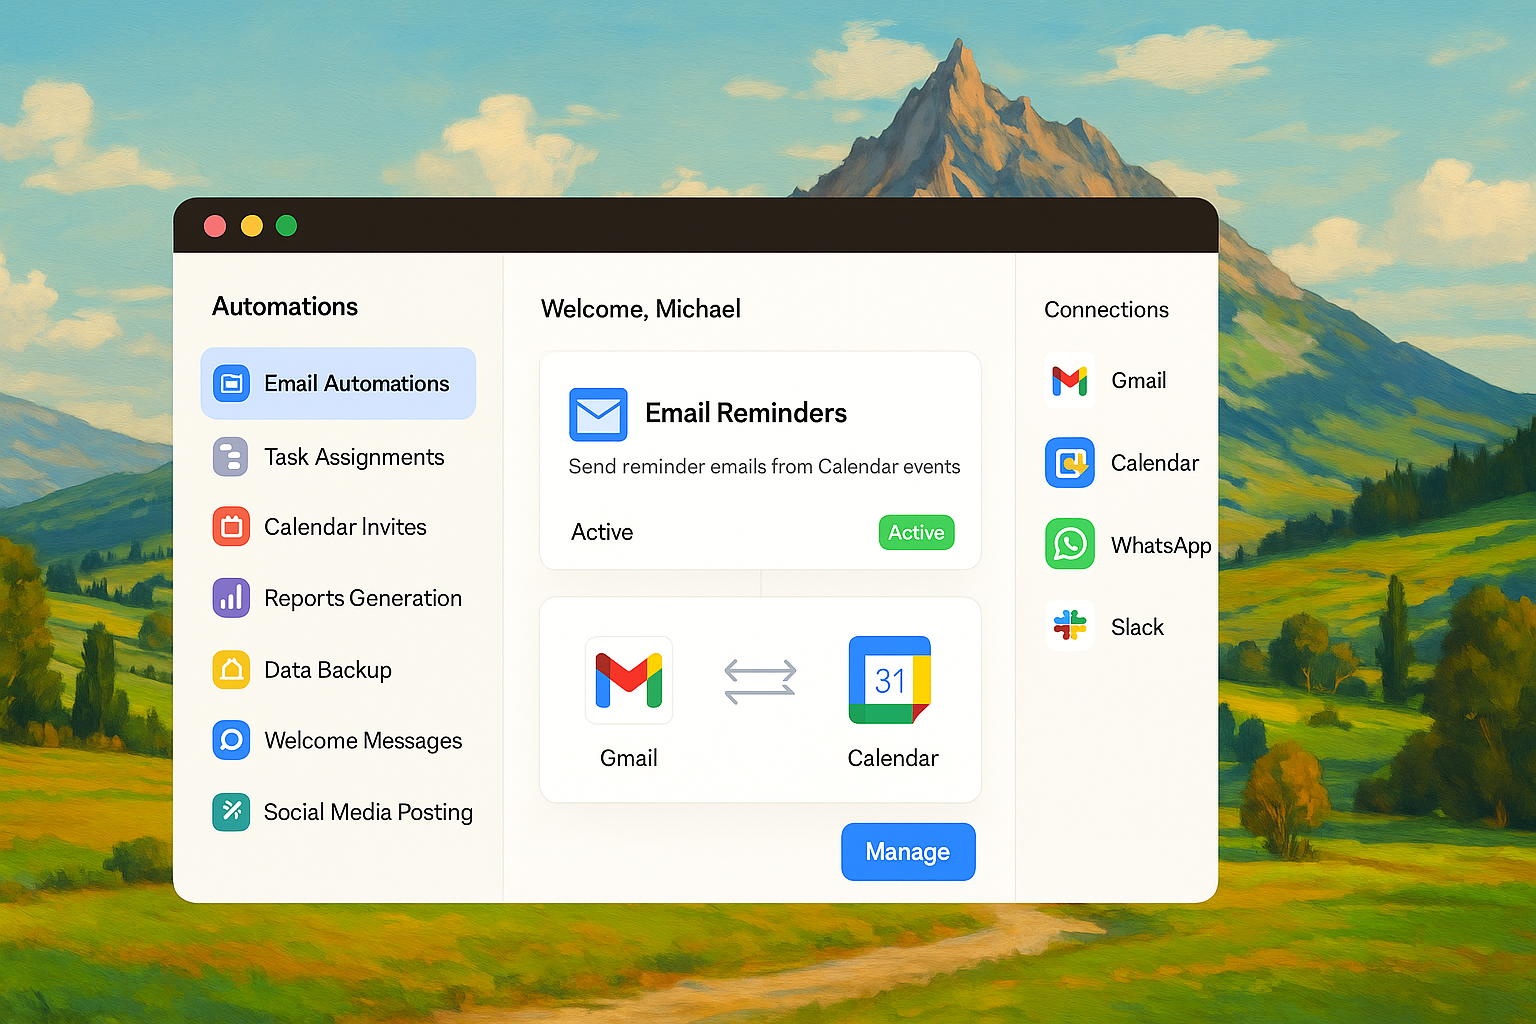 Automations
Email Automations
Task Assignments
Calendar Invites
Reports Generation
Data Backup
Welcome Messages
Social Media Posting
Welcome, Michael
Email Reminders
Send reminder emails from Calendar events
Active Active
31
Gmail Calendar
Manage
Connections
Gmail
Calendar
WhatsApp
Slack